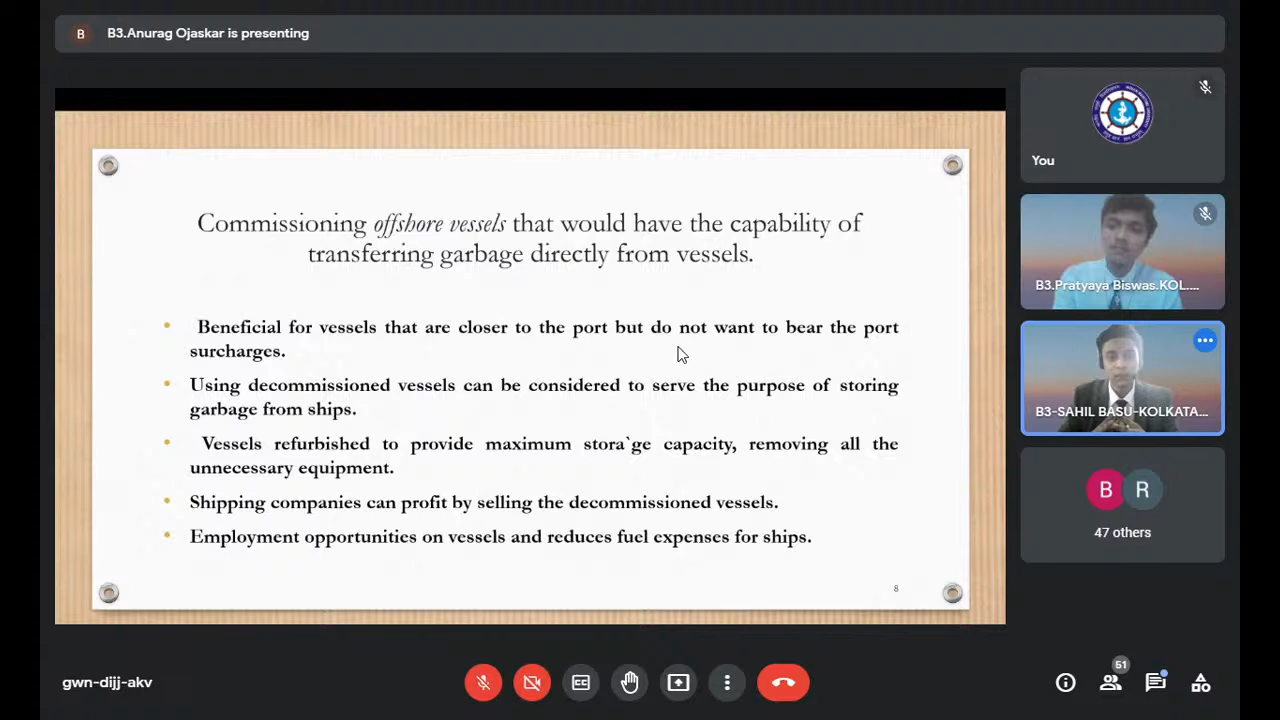 B
B3.Anurag Ojaskar is presenting
Commissioning offshore vessels that would have the capability of
transferring garbage directly from vessels.
• Beneficial for vessels that are closer to the port but do not want to bear the port
surcharges.
• Using decommissioned vessels can be considered to serve the purpose of storing
garbage from ships.
• Vessels refurbished to provide maximum stora`ge capacity, removing all the
unnecessary equipment.
• Shipping companies can profit by selling the decommissioned vessels.
• Employment opportunities on vessels and reduces fuel expenses for ships.
8
You
B3.Pratyaya Biswas.KOL....
B3-SAHIL BASU-KOLKATA...
B R
47 others
gwn-dijj-akv
CC
51